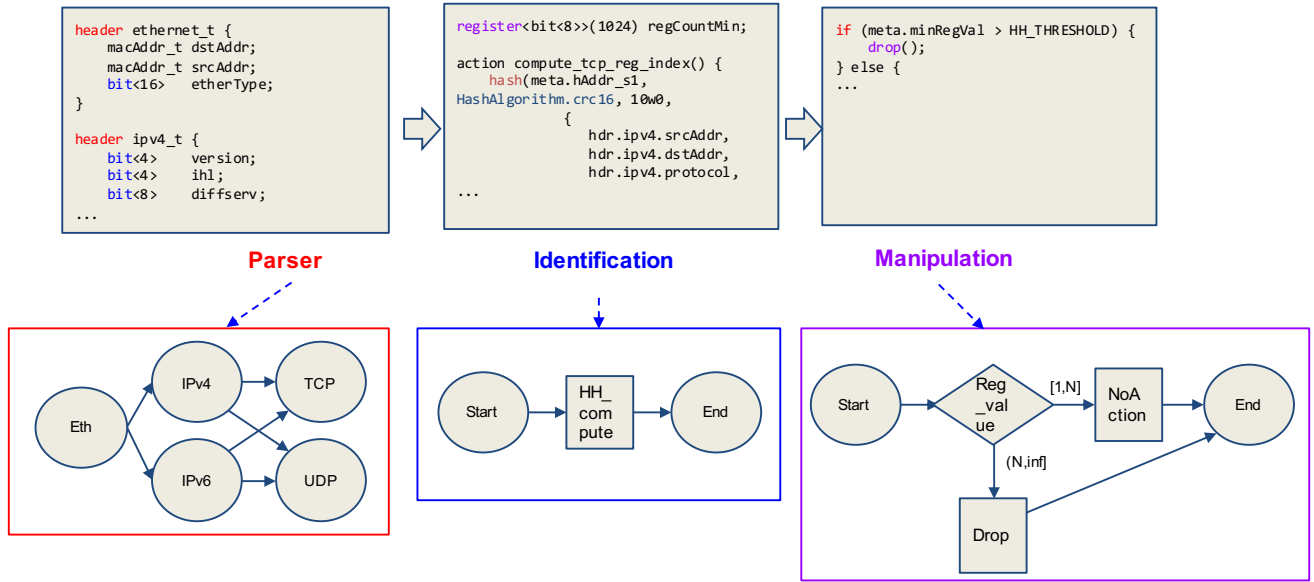 header ethernet_t {
macAddr_t dstAddr;
macAddr_t srcAddr;
bit<16> etherType;
}
header ipv4_t {
bit<4> version;
bit<4> ihl;
bit<8> diffserv;
...
register<bit<8>>(1024) regCountMin;
action compute_tcp_reg_index() {
hash(meta.hAddr_s1,
HashAlgorithm.crc16, 10w0,
{
hdr.ipv4.srcAddr,
hdr.ipv4.dstAddr,
hdr.ipv4.protocol,
...
if (meta.minRegVal > HH_THRESHOLD) {
drop();
} else {
...
Parser
Identification
Manipulation
Eth
IPv4
IPv6
TCP
UDP
Start
HH_
com
pute
End
Start
Reg
_val
ue
[1,N]
(N,inf]
NoA
ction
Drop
End